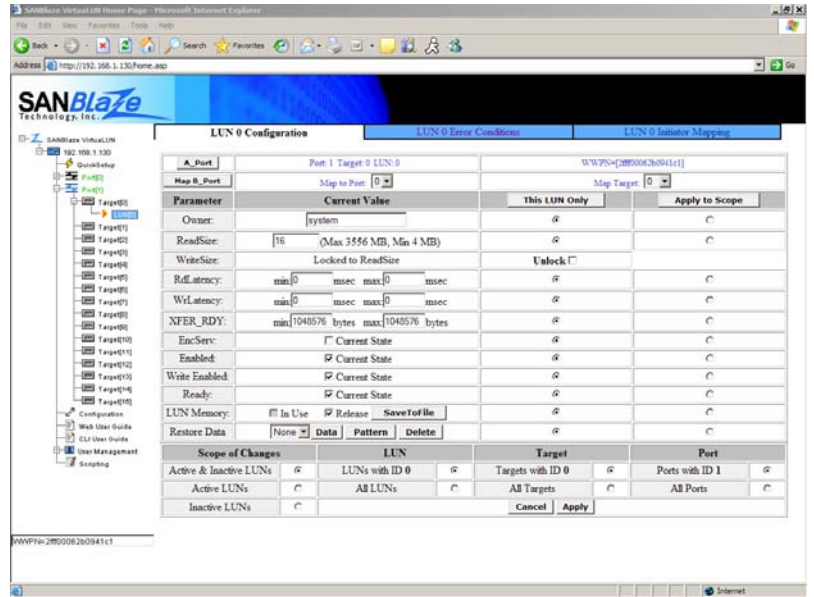 SANBlaze VirtualLUN Home Page - Microsoft Internet Explorer
File Edit View Favorites Tools Help
Back Search Favorites
Address http://192.168.1.130/home.asp Go
SANBlaze
Technology, Inc.
SANBlaze VirtualLUN
192.168.1.130
QuickSetup
Port[0]
Port[1]
Target[0]
LUN[0]
Target[1]
Target[2]
Target[3]
Target[4]
Target[5]
Target[6]
Target[7]
Target[8]
Target[9]
Target[10]
Target[11]
Target[12]
Target[13]
Target[14]
Target[15]
Configuration
Web User Guide
CLI User Guide
User Management
Scripting
WWPN=2fff00062b0941c1
LUN 0 Configuration LUN 0 Error Conditions LUN 0 Initiator Mapping
A_Port Port: 1 Target: 0 LUN: 0 WWPN=[2fff00062b0941c1]
Map B_Port Map to Port: 0 Map Target: 0
Parameter Current Value This LUN Only Apply to Scope
Owner: system
ReadSize: 16 (Max 3556 MB, Min 4 MB)
WriteSize: Locked to ReadSize Unlock
RdLatency: min:0 msec max:0 msec
WrLatency: min:0 msec max:0 msec
XFER_RDY: min:1048576 bytes max:1048576 bytes
EncServ: Current State
Enabled: Current State
Write Enabled: Current State
Ready: Current State
LUN Memory: In Use Release SaveToFile
Restore Data None Data Pattern Delete
Scope of Changes LUN Target Port
Active & Inactive LUNs LUNs with ID 0 Targets with ID 0 Ports with ID 1
Active LUNs All LUNs All Targets All Ports
Inactive LUNs Cancel Apply
Internet